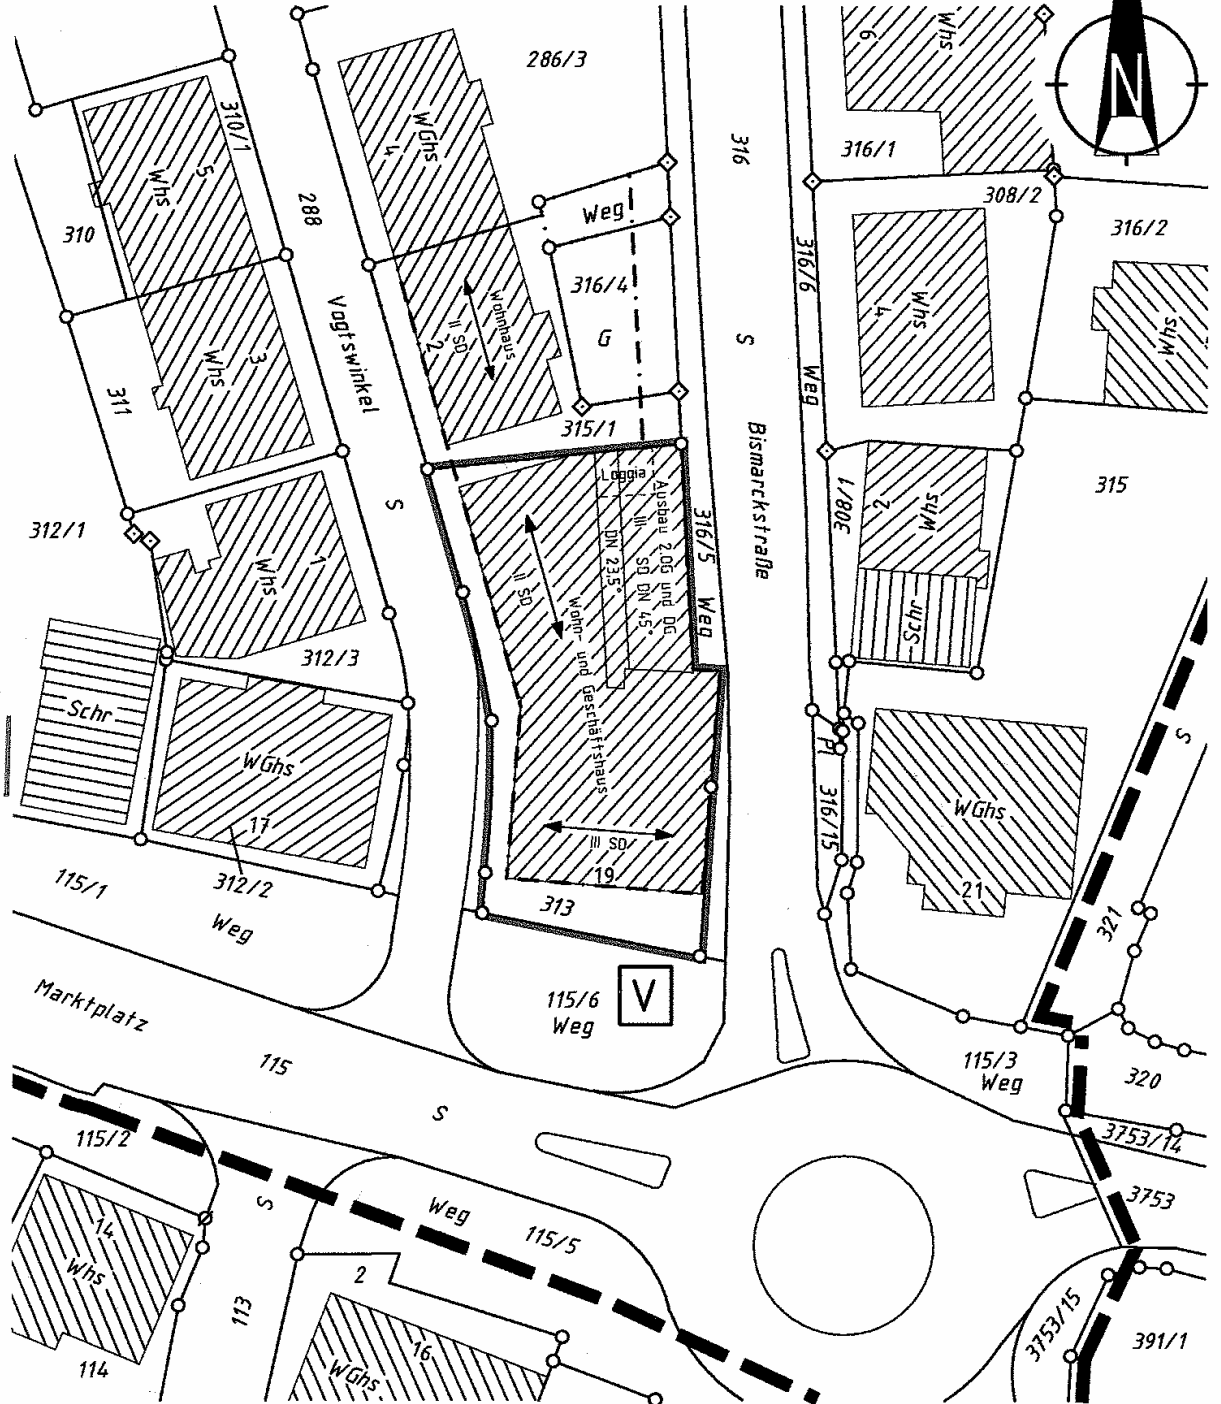 286/3
6
Whs
N
310/1
5
Whs
WGhs
4
316
316/1
308/2
310
288
Weg
316/2
316/6
316/4
G
Wohnhaus
II SD
2
Vogtswinkel
4
Whs
Whs
3
Whs
311
S
Weg
315/1
Bismarckstraße
308/1
2
Whs
315
Loggia
Ausbau 2.OG und DG
III
SD DN 45°
DN 23,5°
316/5
Weg
S
312/1
1
Whs
II SD
Wohn- und Geschäftshaus
Schr
312/3
Schr
WGhs
17
312/2
Pl
316/15
WGhs
21
S
III SD
19
313
115/1
Weg
321
Marktplatz
115/6
Weg
V
115
115/3
Weg
320
S
115/2
3753/14
3753
S
Weg
115/5
14
Whs
2
113
3753/15
391/1
114
16
WGhs